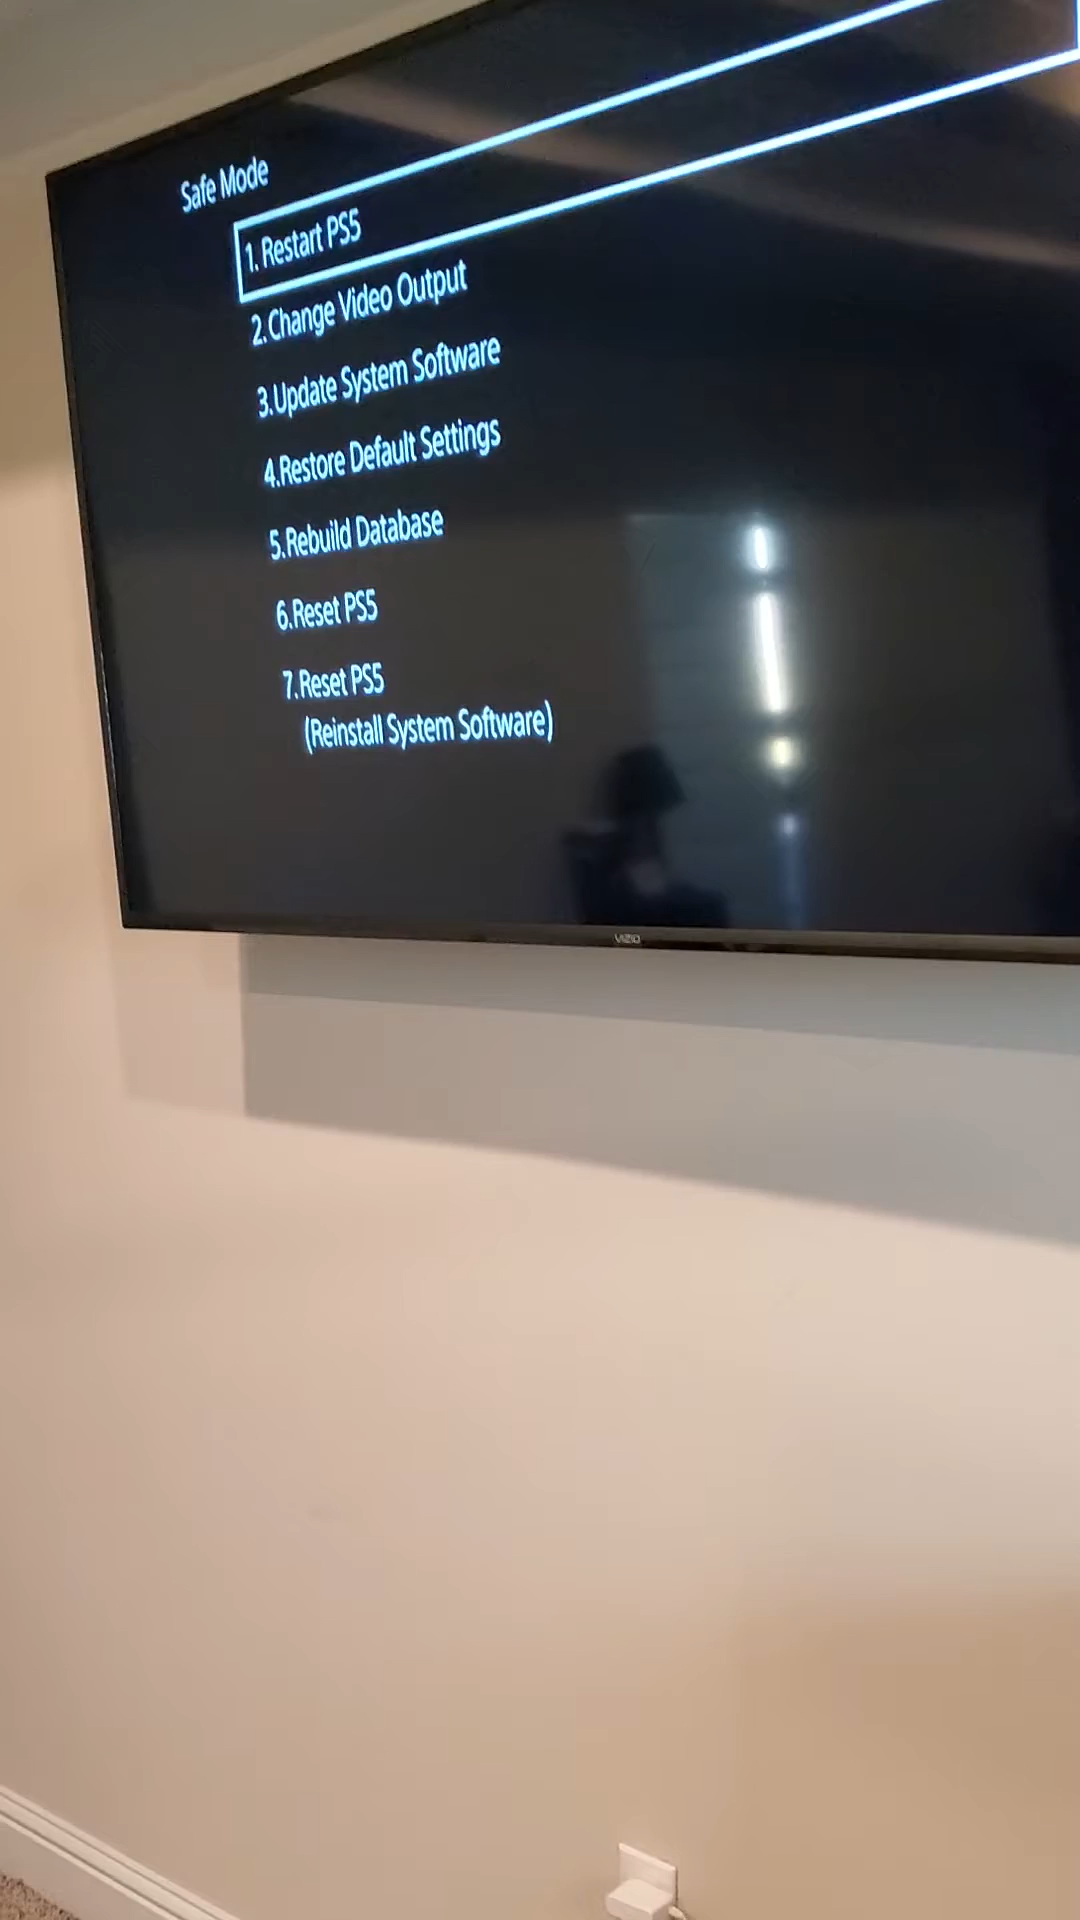 Safe Mode
1. Restart PS5
2.Change Video Output
3.Update System Software
4.Restore Default Settings
5.Rebuild Database
6.Reset PS5
7.Reset PS5
(Reinstall System Software)
VIZIO